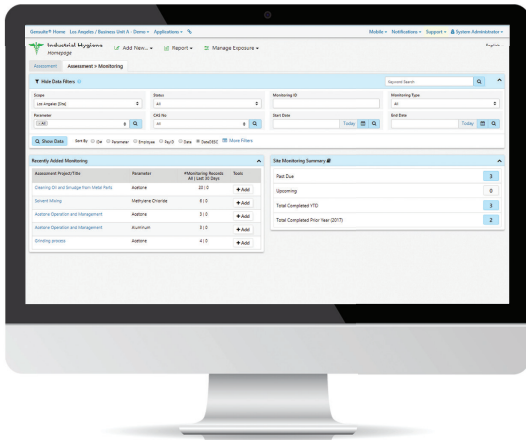 Gensuite® Home Los Angeles / Business Unit A - Demo Applications
Mobile Notifications Support System Administrator
Industrial Hygiene
Homepage
Add New... Report Manage Exposure
English
Assessment Assessment > Monitoring
Hide Data Filters
Keyword Search
Scope Status Monitoring ID Monitoring Type
Los Angeles (Site) All All
Parameter CAS No Start Date End Date
- All All Today Today
Show Data Sort By Parameter Employee Date DateDESC More Filters
Recently Added Monitoring
Assessment Project/Title Parameter #Monitoring Records Tools
All | Last 30 Days
Cleaning Oil and Smudge from Metal Parts Acetone 20 | 0 + Add
Solvent Mixing Methylene Chloride 6 | 0 + Add
Acetone Operation and Management Acetone 3 | 0 + Add
Acetone Operation and Management Aluminum 3 | 0 + Add
Grinding process Acetone 4 | 0 + Add
Site Monitoring Summary
Past Due 3
Upcoming 0
Total Completed YTD 3
Total Completed Prior Year (2017) 2